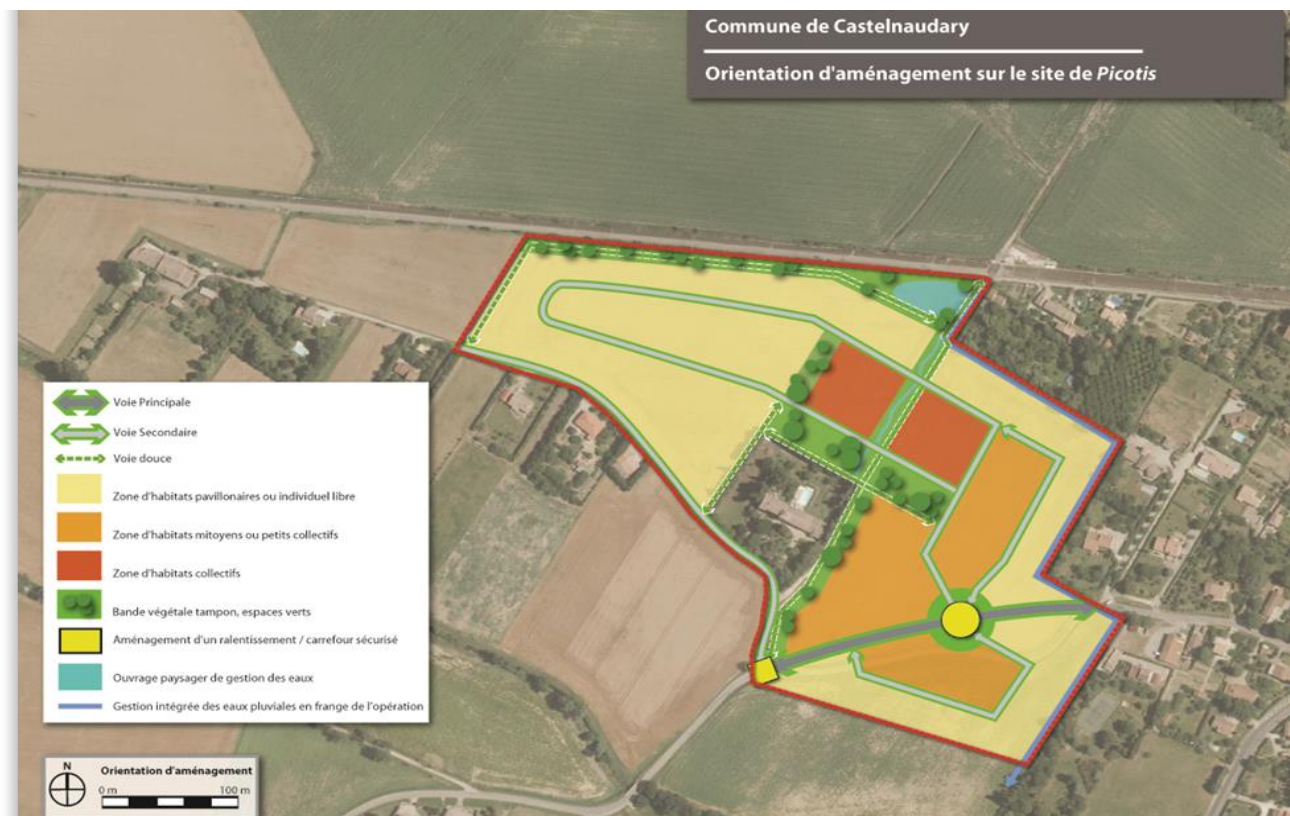 Commune de Castelnaudary
Orientation d'aménagement sur le site de Picotis
Voie Principale
Voie Secondaire
Voie douce
Zone d'habitats pavillonaires ou individuel libre
Zone d'habitats mitoyens ou petits collectifs
Zone d'habitats collectifs
Bande végétale tampon, espaces verts
Aménagement d'un ralentissement / carrefour sécurisé
Ouvrage paysager de gestion des eaux
Gestion intégrée des eaux pluviales en frange de l'opération
N
Orientation d'aménagement
0 m 100 m